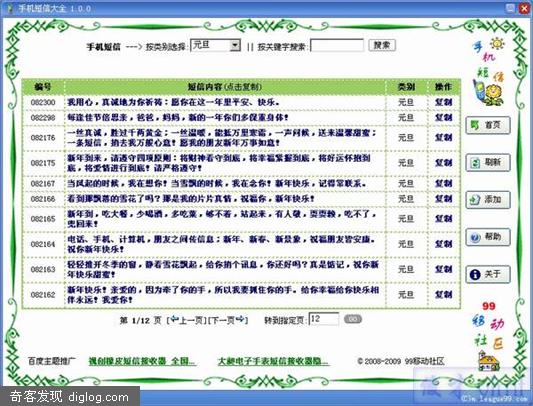 手机短信大全 1.0.0
手机短信 ---> 按类别选择: 元旦 || 按关键字搜索: 搜索
手机短信
编号 短信内容(点击复制) 类别 操作
082300 我用心，真诚地为你祈祷：愿你在这一年里平安、快乐。 元旦 复制
082298 每逢佳节倍思亲，爸爸，妈妈，新的一年你们多保重身体！ 元旦 复制
082176 一丝真诚，胜过千两黄金；一丝温暖，能抵万里寒霜，一声问候，送来温馨甜蜜；
一条短信，捎去我万般心意！愿我的朋友新年万事如意！ 元旦 复制
082175 新年到来，请遵守四项原则：将财神看守到底，将幸福紧握到底，将好运伴抱到
底，将爱情进行到底！请严格遵守！ 元旦 复制
082167 当风起的时候，我在想你！当雪飘的时候，我在念你！新年快乐，记得常联系。 元旦 复制
082166 看到那飘落的雪花了吗？那是我的片片真情，祝福你，新年快乐！ 元旦 复制
082165 新年到，吃大餐，少喝酒，多吃菜，够不着，站起来，有人敬，耍耍赖，吃不了，
兜回来！ 元旦 复制
082164 电话、手机、计算机，朋友之间传信息；新年、新春、新景象，祝福朋友皆安康。
祝你新年快乐！ 元旦 复制
082163 轻轻推开冬季的窗，静看雪花飘起，给你捎个讯息，你还好吗？真是惦记，祝你新
年快乐甜蜜！ 元旦 复制
082162 新年快乐！亲爱的，因为牵了你的手，所以我要抓住你的手。给你幸福给你快乐相
伴永远！我爱你！ 元旦 复制
首页
刷新
添加
帮助
关于
99
移动
社区
第 1/12 页 [上一页][下一页] 转到指定页: 12 GO
百度主题推广 视创橡皮短信接收器 全国... 大昶电子手表短信接收器隐... ©2008-2009 99移动社区
奇客发现 diglog.com